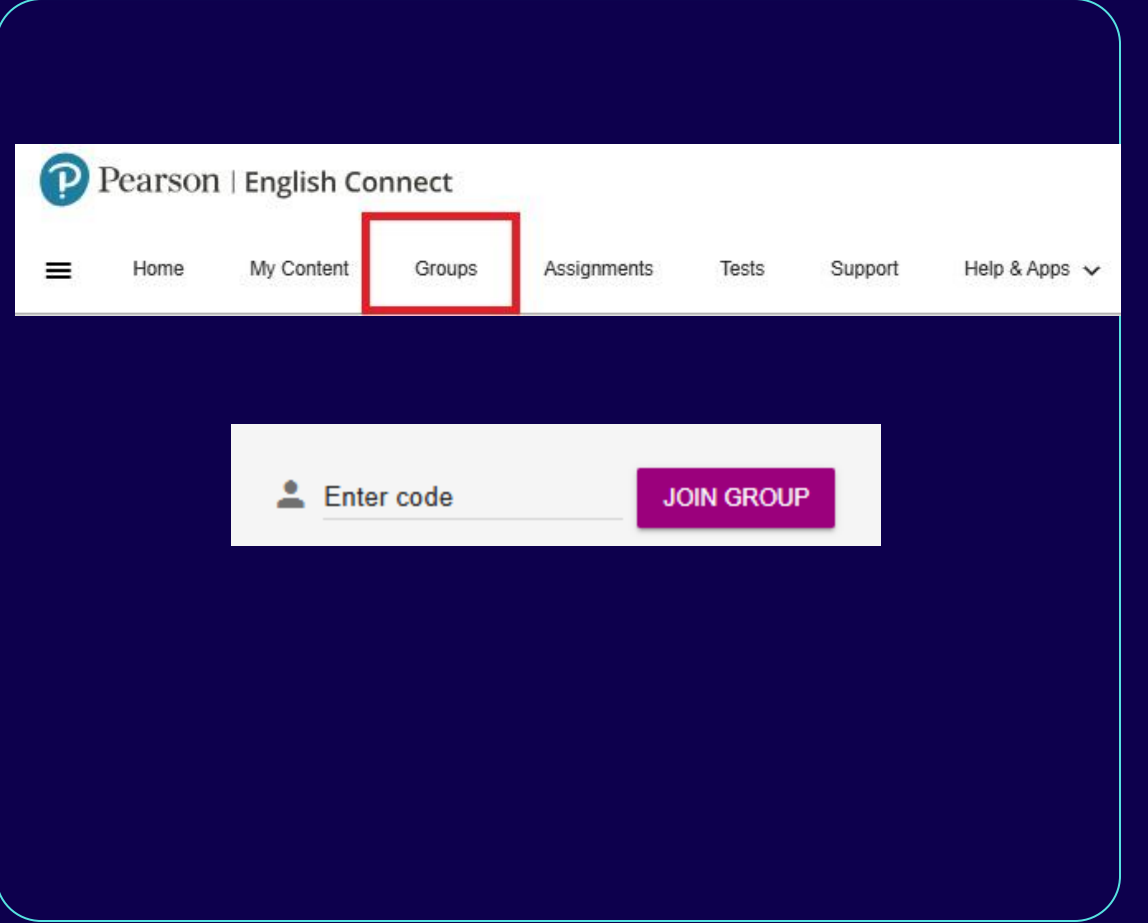 Pearson | English Connect
Home My Content Groups Assignments Tests Support Help & Apps
Enter code JOIN GROUP